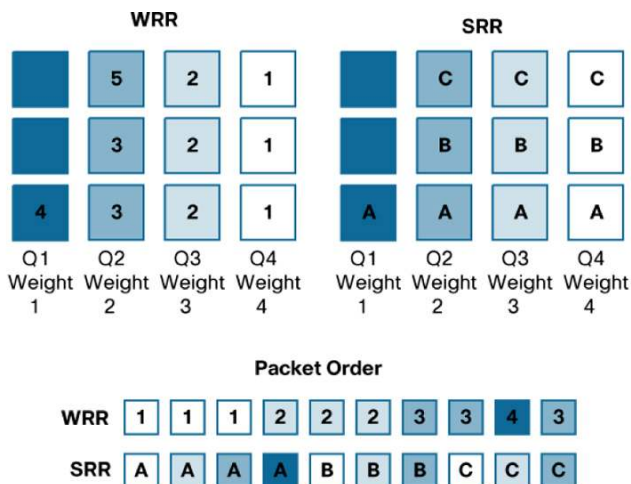 WRR SRR
5 2 1 C C C
3 2 1 B B B
4 3 2 1 A A A A
Q1 Q2 Q3 Q4 Q1 Q2 Q3 Q4
Weight Weight Weight Weight Weight Weight Weight Weight
1 2 3 4 1 2 3 4
Packet Order
WRR 1 1 1 2 2 2 3 3 4 3
SRR A A A A B B B C C C